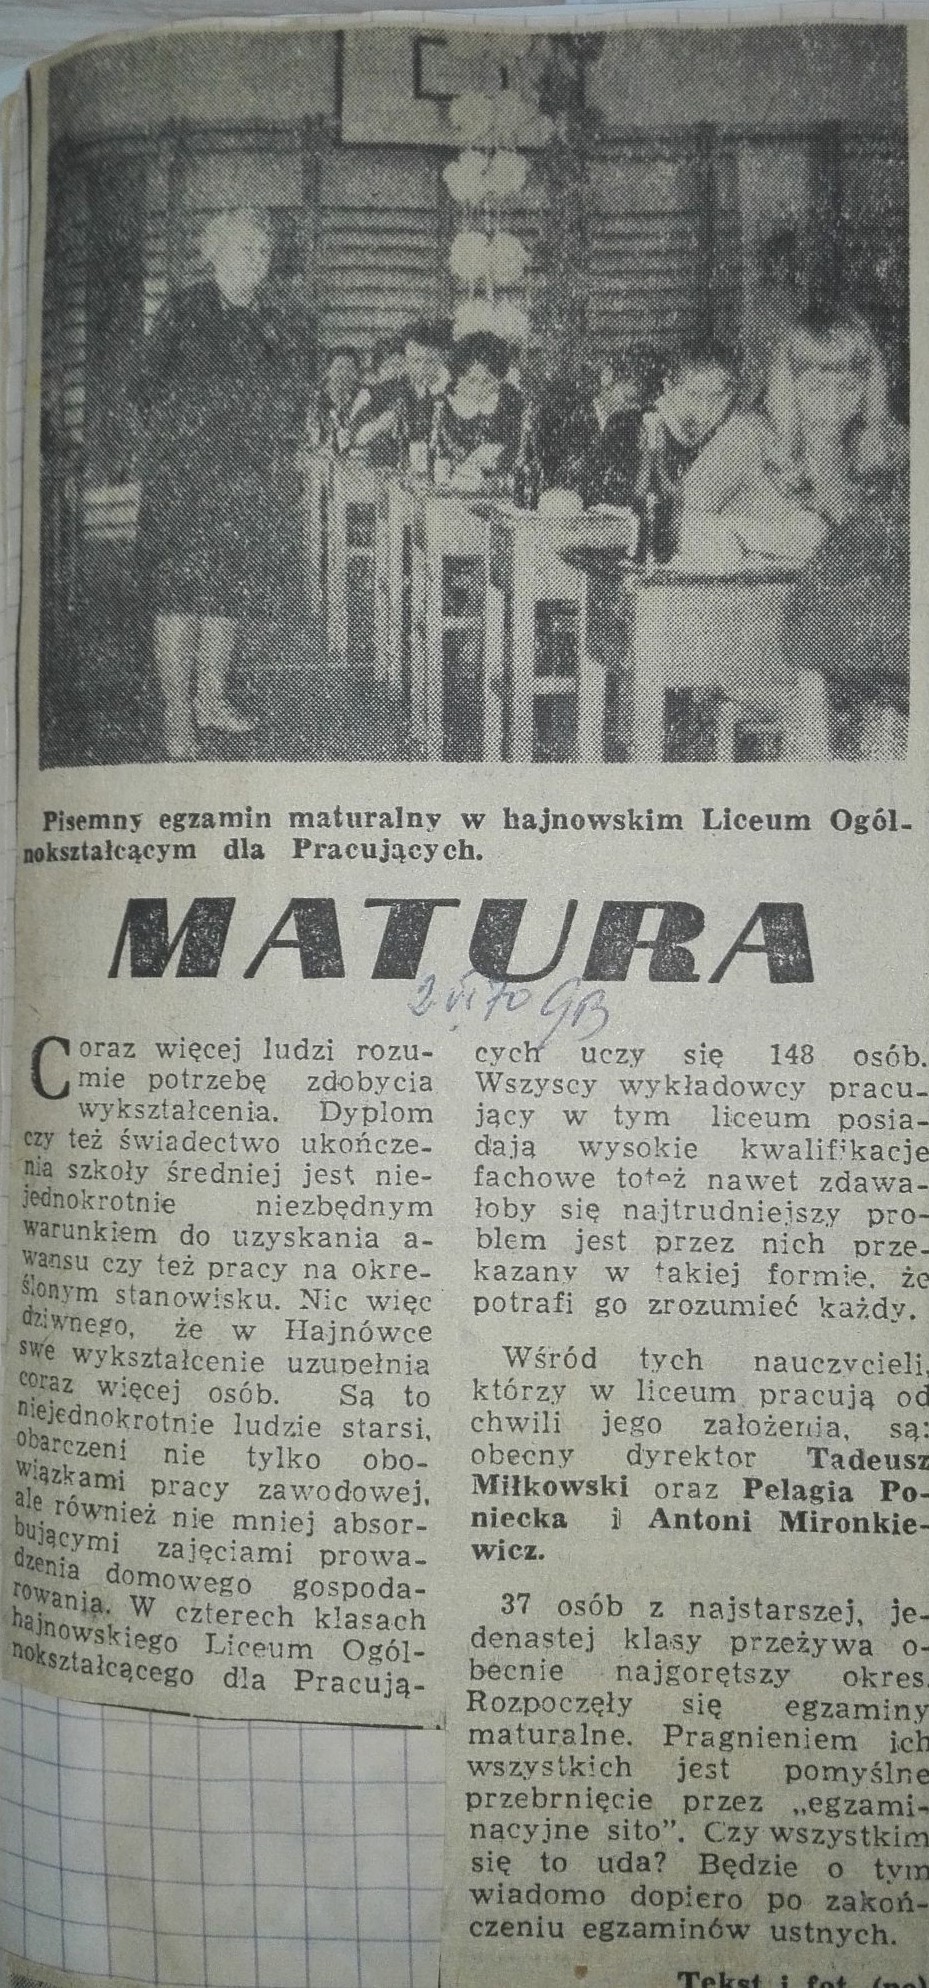 Pisemny egzamin maturalny w hajnowskim Liceum Ogól-
nokształcącym dla Pracujących.
MATURA
2 VI 70 GB
Coraz więcej ludzi rozu-
mie potrzebę zdobycia
wykształcenia. Dyplom
czy też świadectwo ukończe-
nia szkoły średniej jest nie-
jednokrotnie niezbędnym
warunkiem do uzyskania a-
wansu czy też pracy na okre-
ślonym stanowisku. Nic więc
dziwnego, że w Hajnówce
swe wykształcenie uzupełnia
coraz więcej osób. Są to
niejednokrotnie ludzie starsi,
obarczeni nie tylko obo-
wiązkami pracy zawodowej,
ale również nie mniej absor-
bującymi zajęciami prowa-
dzenia domowego gospoda-
rowania. W czterech klasach
hajnowskiego Liceum Ogól-
nokształcącego dla Pracują-
cych uczy się 148 osób.
Wszyscy wykładowcy pracu-
jący w tym liceum posia-
dają wysokie kwalifikacje
fachowe toteż nawet zdawa-
łoby się najtrudniejszy pro-
blem jest przez nich prze-
kazany w takiej formie, że
potrafi go zrozumieć każdy.
Wśród tych nauczycieli,
którzy w liceum pracują od
chwili jego założenia, są:
obecny dyrektor Tadeusz
Miłkowski oraz Pelagia Po-
niecka i Antoni Mironkie-
wicz.
37 osób z najstarszej, je-
denastej klasy przeżywa o-
becnie najgorętszy okres.
Rozpoczęły się egzaminy
maturalne. Pragnieniem ich
wszystkich jest pomyślne
przebrnięcie przez „egzami-
nacyjne sito”. Czy wszystkim
się to uda? Będzie o tym
wiadomo dopiero po zakoń-
czeniu egzaminów ustnych.
Tekst i fot.